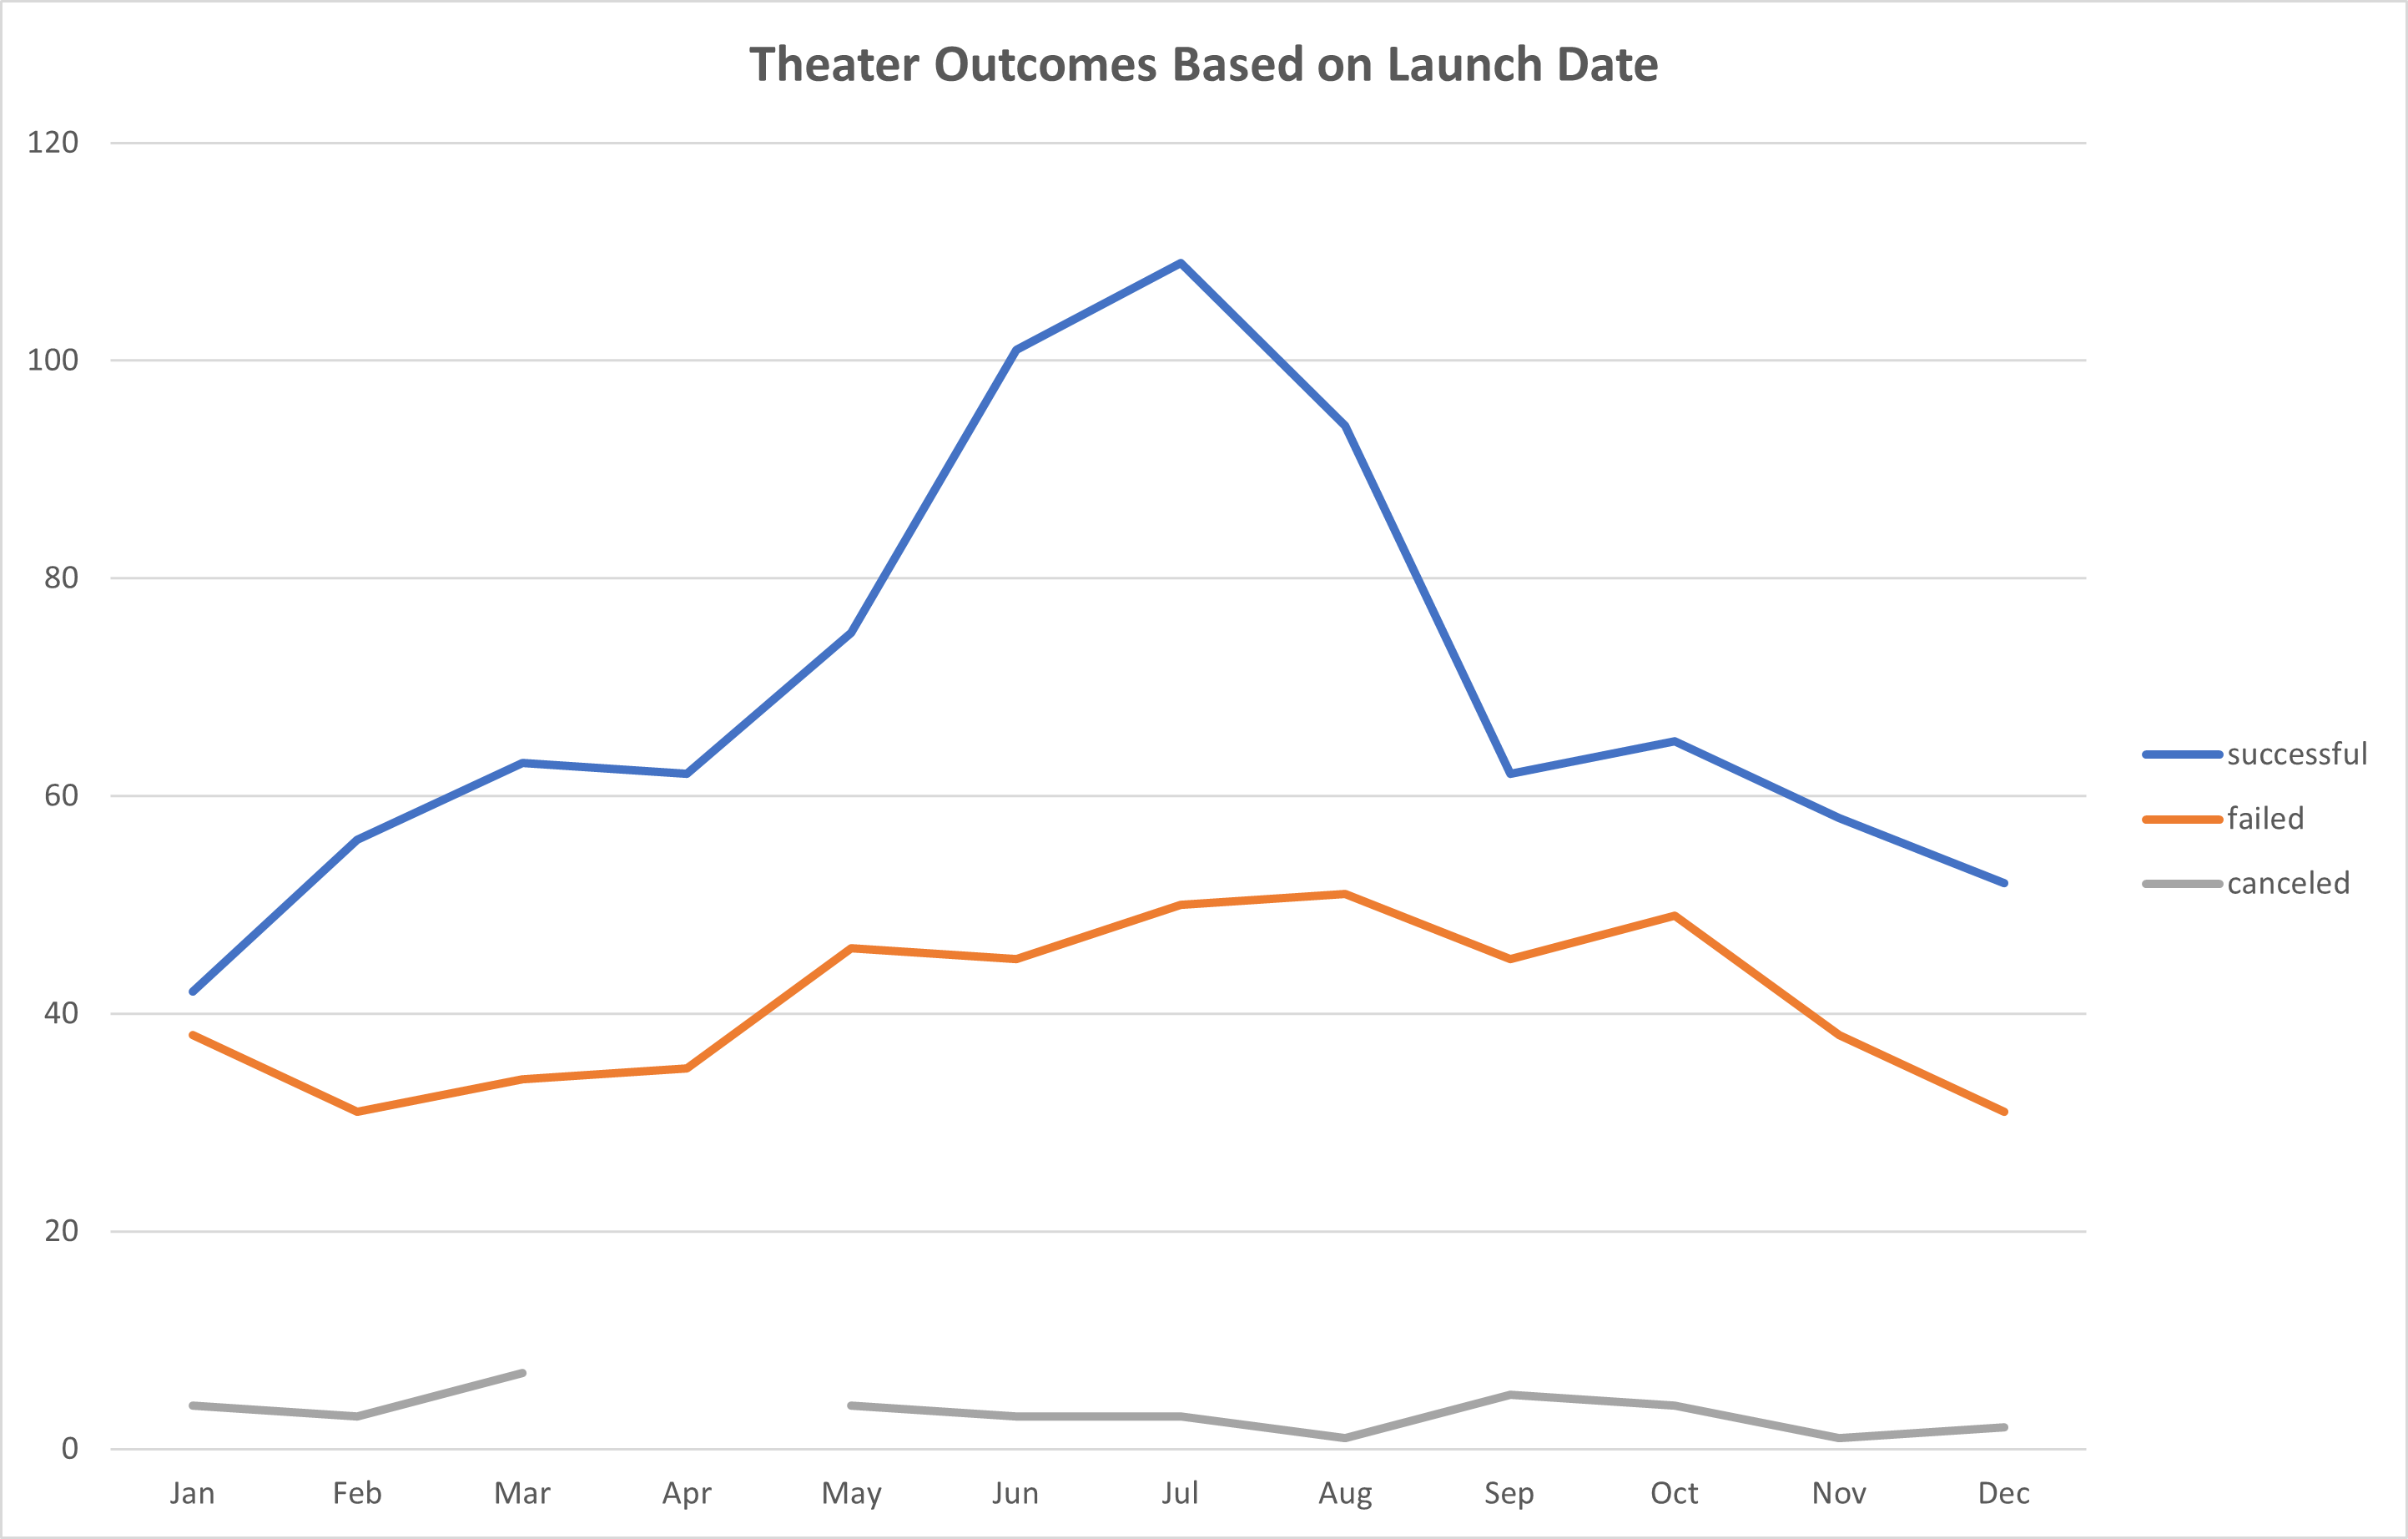 Theater Outcomes Based on Launch Date
120
100
80
60
40
20
0
Jan Feb Mar Apr May Jun Jul Aug Sep Oct Nov Dec
successful
failed
canceled